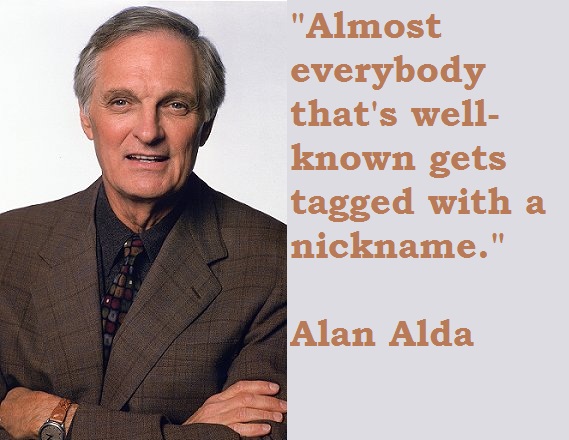 "Almost
everybody
that's well-
known gets
tagged with a
nickname."
Alan Alda